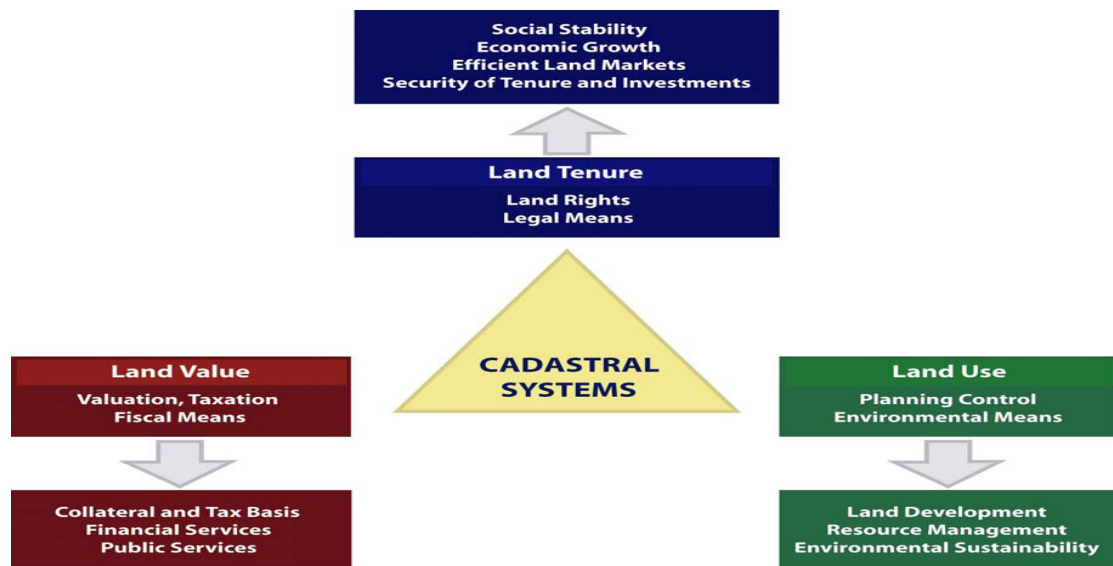 Social Stability
Economic Growth
Efficient Land Markets
Security of Tenure and Investments
Land Tenure
Land Rights
Legal Means
CADASTRAL
SYSTEMS
Land Value
Valuation, Taxation
Fiscal Means
Collateral and Tax Basis
Financial Services
Public Services
Land Use
Planning Control
Environmental Means
Land Development
Resource Management
Environmental Sustainability